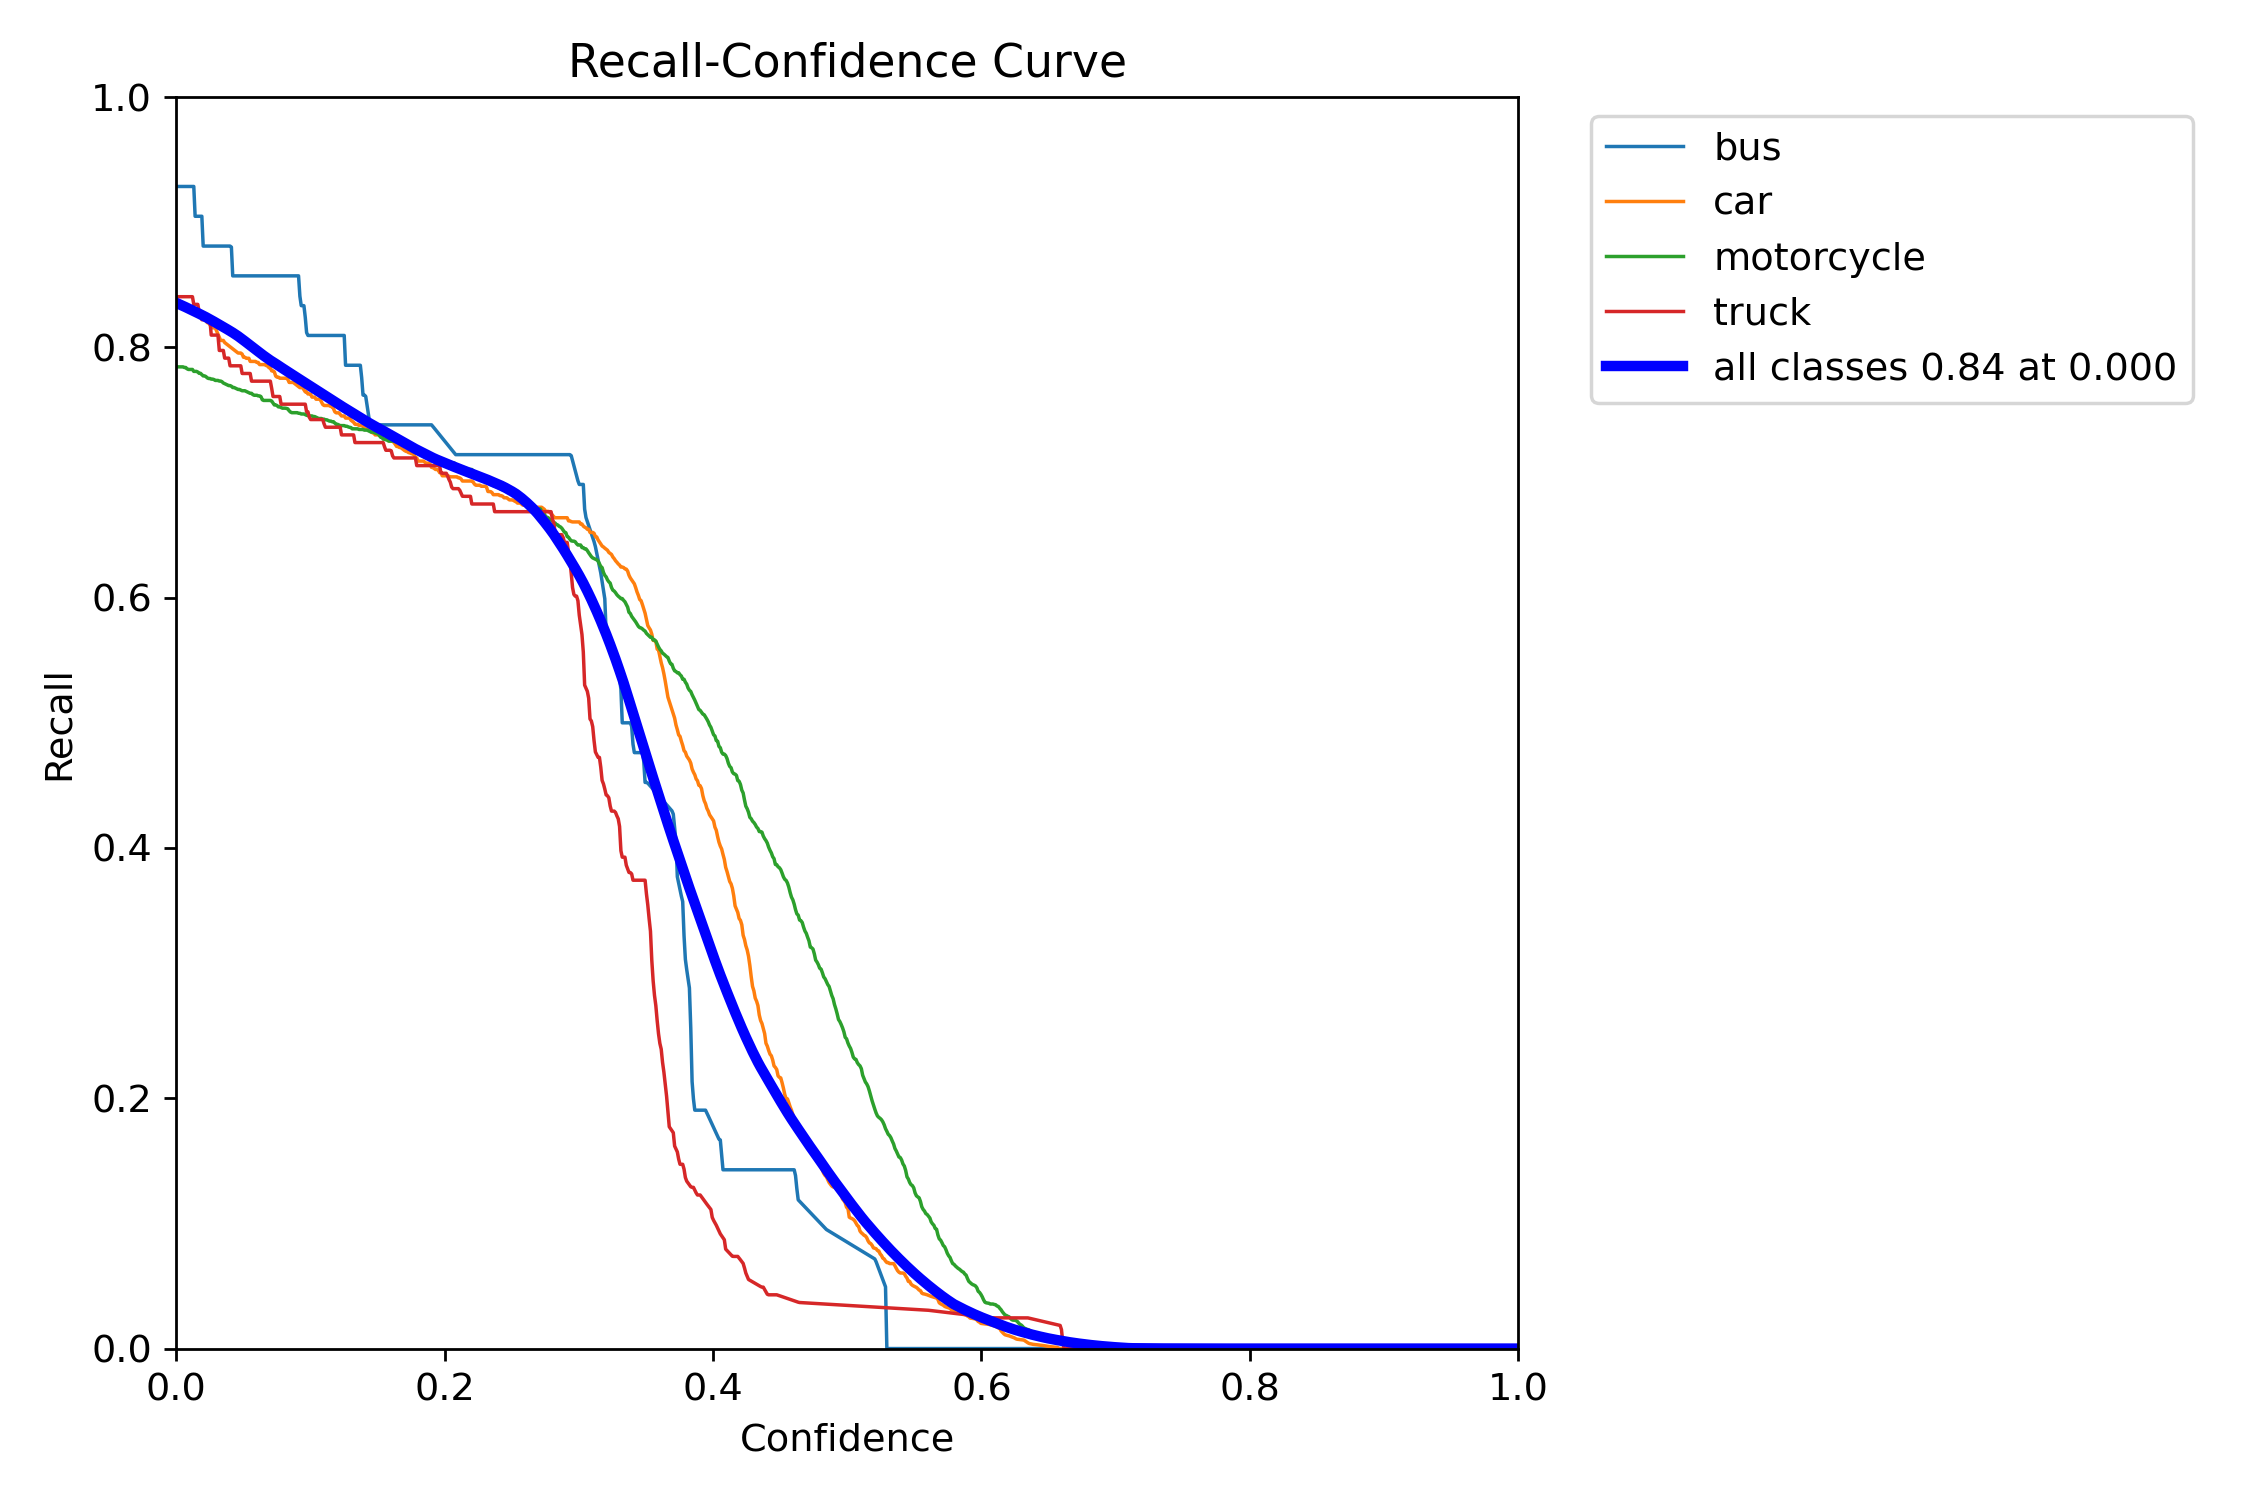 Recall-Confidence Curve
1.0
0.8
0.6
0.4
0.2
0.0
Recall
0.0 0.2 0.4 0.6 0.8 1.0
Confidence
bus
car
motorcycle
truck
all classes 0.84 at 0.000